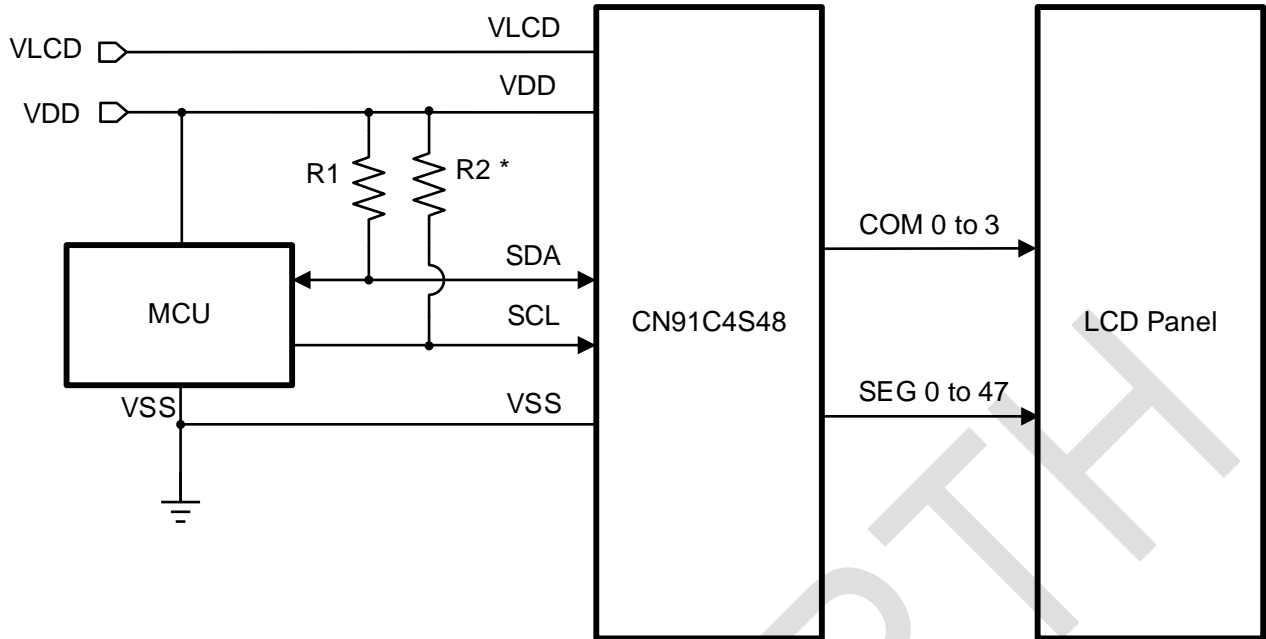 VLCD
VLCD
VDD
VDD
R1
R2 *
COM 0 to 3
SDA
MCU
SCL
CN91C4S48
LCD Panel
SEG 0 to 47
VSS
VSS
PTH